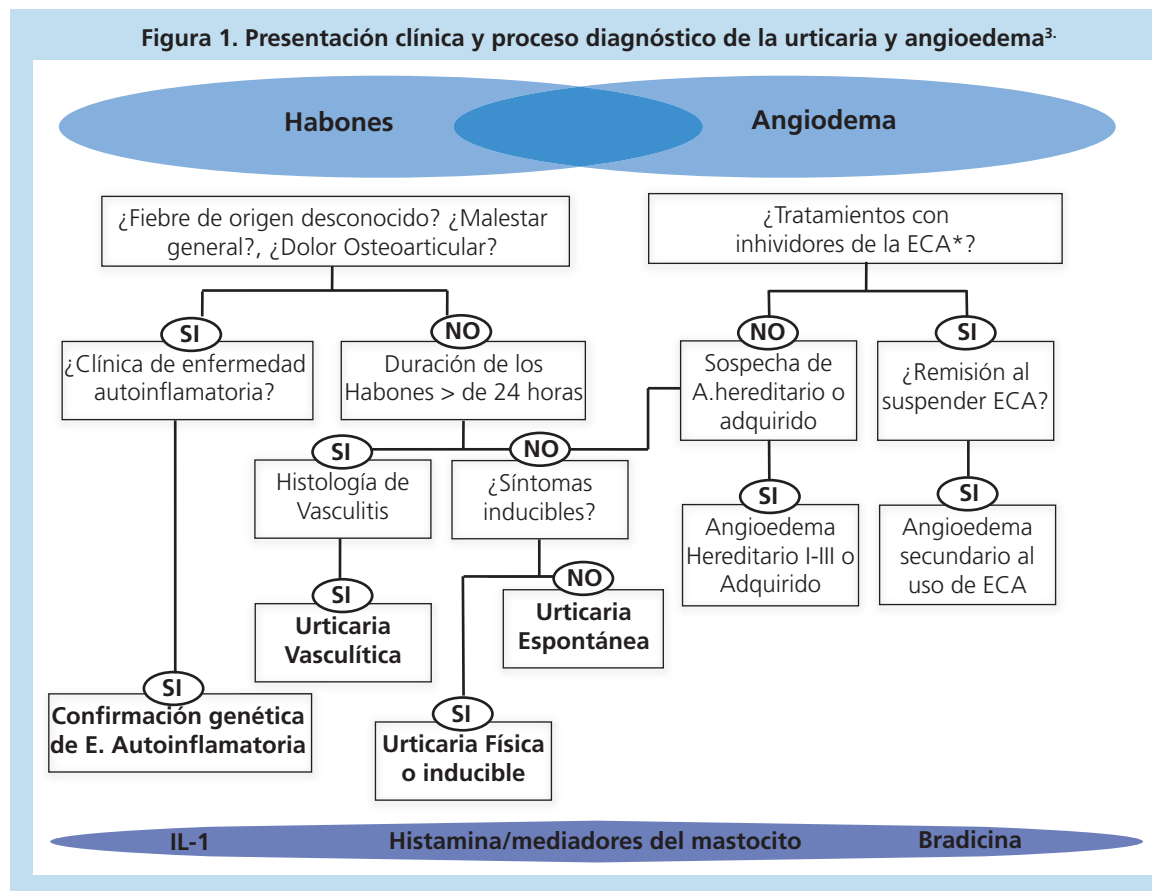 Figura 1. Presentación clínica y proceso diagnóstico de la urticaria y angioedema3.
Habones
Angiodema
¿Fiebre de origen desconocido? ¿Malestar
general?, ¿Dolor Osteoarticular?
¿Tratamientos con
inhividores de la ECA*?
SI
¿Clínica de enfermedad
autoinflamatoria?
NO
Duración de los
Habones > de 24 horas
NO
Sospecha de
A.hereditario o
adquirido
SI
¿Remisión al
suspender ECA?
SI
Histología de
Vasculitis
NO
¿Síntomas
inducibles?
SI
Angioedema
Hereditario I-III o
Adquirido
SI
Angioedema
secundario al
uso de ECA
SI
Urticaria
Vasculítica
NO
Urticaria
Espontánea
SI
Confirmación genética
de E. Autoinflamatoria
SI
Urticaria Física
o inducible
IL-1
Histamina/mediadores del mastocito
Bradicina